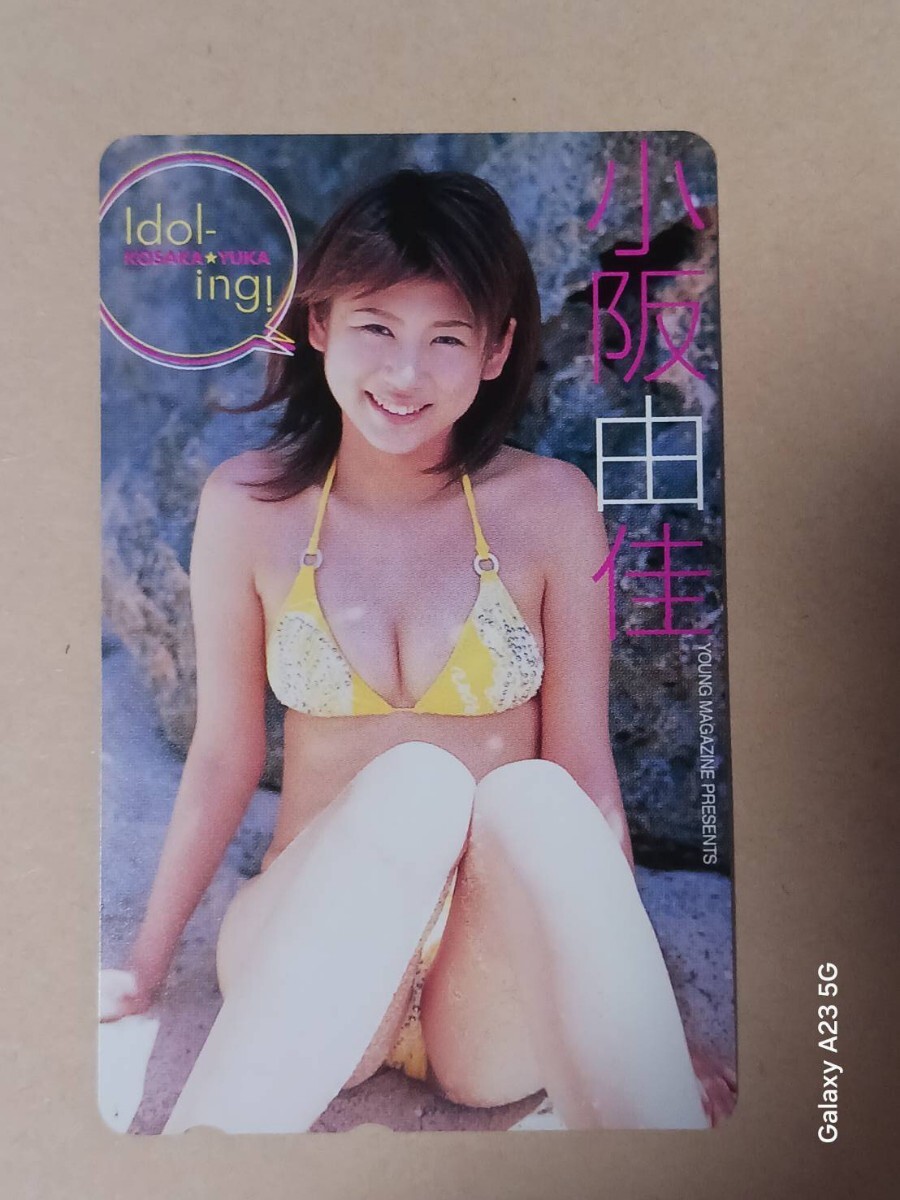 Idol-
KOSAKA★YUKA
ing!
小阪由佳
YOUNG MAGAZINE PRESENTS
Galaxy A23 5G